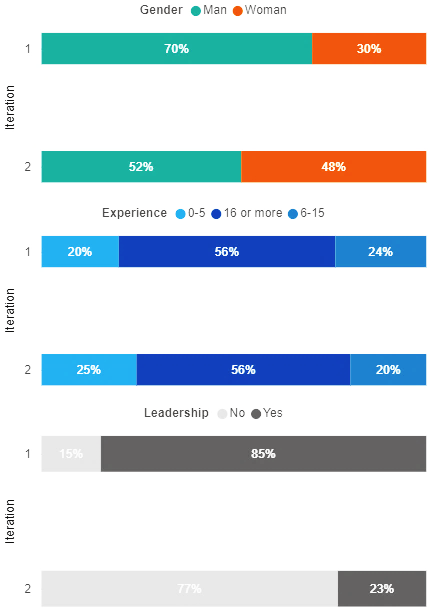 Gender Man Woman
1 70% 30%
Iteration
2 52% 48%
Experience 0-5 16 or more 6-15
1 20% 56% 24%
Iteration
2 25% 56% 20%
Leadership No Yes
1 15% 85%
Iteration
2 77% 23%